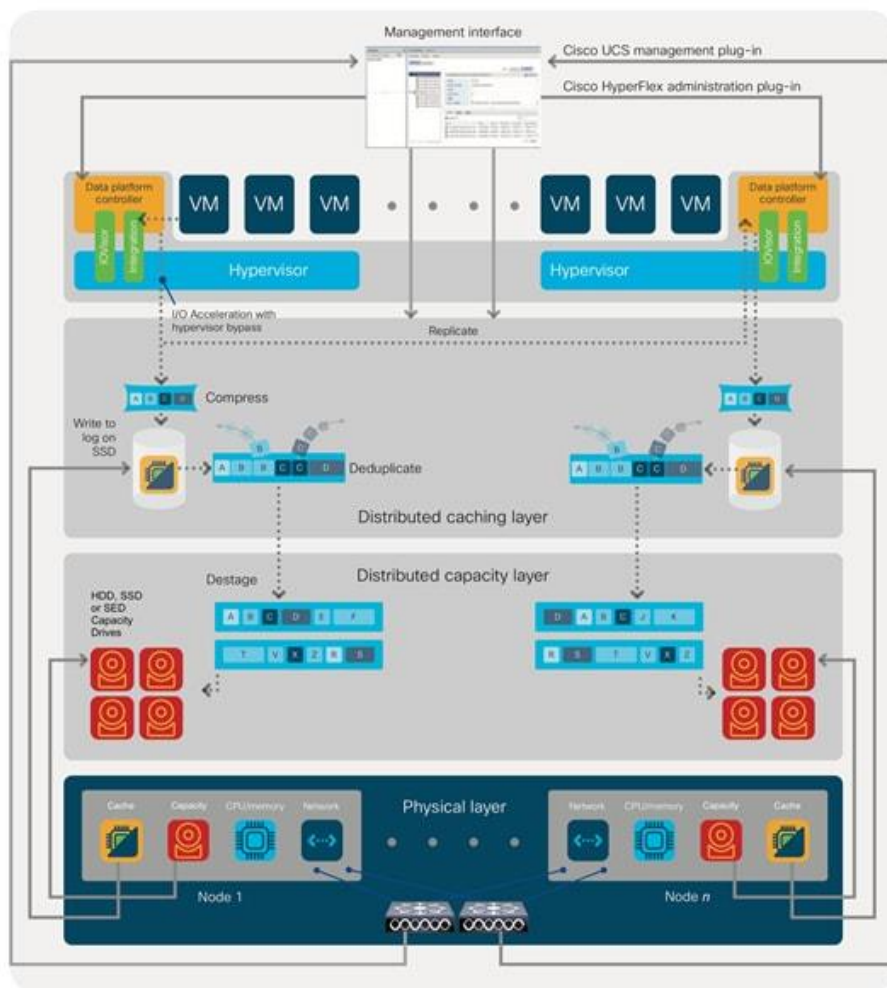 Management interface
Cisco UCS management plug-in
Cisco HyperFlex administration plug-in
Data platform
controller
VM
VM
VM
VM
VM
VM
Data platform
controller
IOVisor
Integration
IOVisor
Integration
Hypervisor
Hypervisor
I/O Acceleration with
hypervisor bypass
Replicate
A B C D
Compress
A B C D
Write to
log on
SSD
A B B C C D
Deduplicate
A B B C C D
Distributed caching layer
Destage
Distributed capacity layer
HDD, SSD
or SED
Capacity
Drives
A B C D E F
D A B C J K
T V X Z R S
R S T V X Z
Physical layer
Cache
Capacity
CPU/memory
Network
Network
CPU/memory
Capacity
Cache
Node 1
Node n